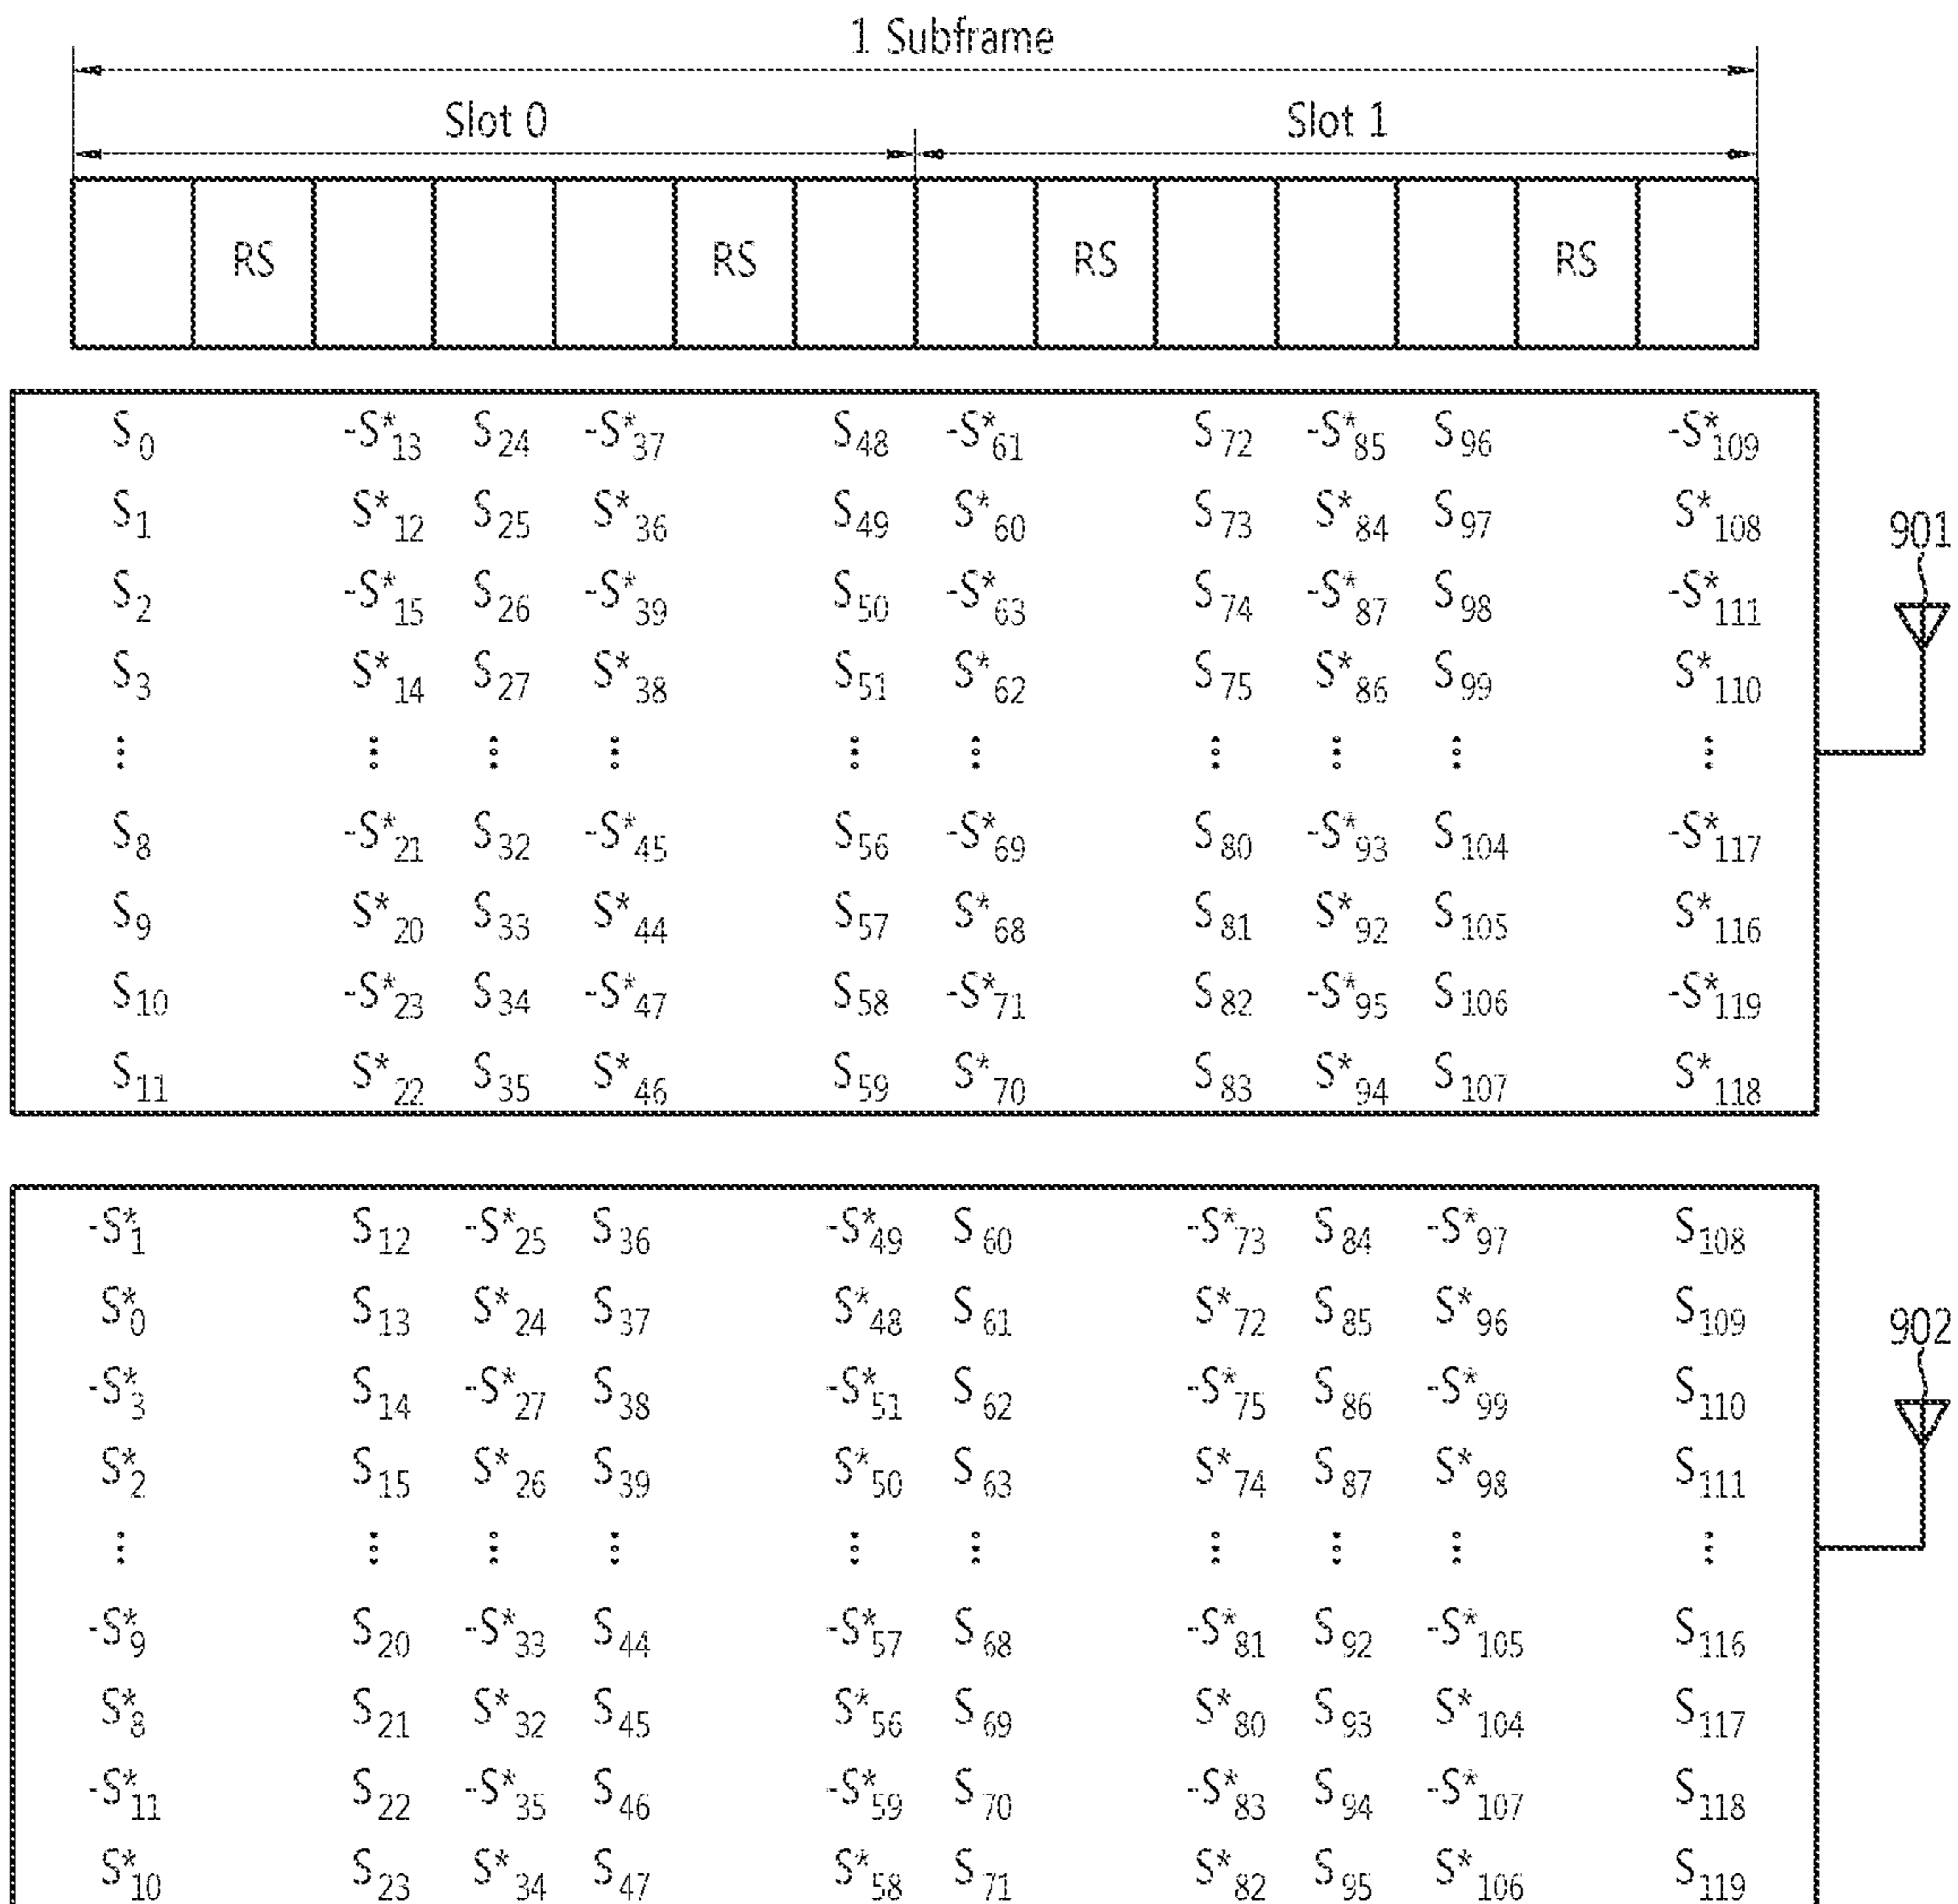 1 Subframe
Slot 0 Slot 1
RS RS RS RS
S0 -S*13 S24 -S*37 S48 -S*61 S72 -S*85 S96 -S*109
S1 S*12 S25 S*36 S49 S*60 S73 S*84 S97 S*108
901
S2 -S*15 S26 -S*39 S50 -S*63 S74 -S*87 S98 -S*111
S3 S*14 S27 S*38 S51 S*62 S75 S*86 S99 S*110
⋮ ⋮ ⋮ ⋮ ⋮ ⋮ ⋮ ⋮ ⋮ ⋮
S8 -S*21 S32 -S*45 S56 -S*69 S80 -S*93 S104 -S*117
S9 S*20 S33 S*44 S57 S*68 S81 S*92 S105 S*116
S10 -S*23 S34 -S*47 S58 -S*71 S82 -S*95 S106 -S*119
S11 S*22 S35 S*46 S59 S*70 S83 S*94 S107 S*118
-S*1 S12 -S*25 S36 -S*49 S60 -S*73 S84 -S*97 S108
S*0 S13 S*24 S37 S*48 S61 S*72 S85 S*96 S109
902
-S*3 S14 -S*27 S38 -S*51 S62 -S*75 S86 -S*99 S110
S*2 S15 S*26 S39 S*50 S63 S*74 S87 S*98 S111
⋮ ⋮ ⋮ ⋮ ⋮ ⋮ ⋮ ⋮ ⋮ ⋮
-S*9 S20 -S*33 S44 -S*57 S68 -S*81 S92 -S*105 S116
S*8 S21 S*32 S45 S*56 S69 S*80 S93 S*104 S117
-S*11 S22 -S*35 S46 -S*59 S70 -S*83 S94 -S*107 S118
S*10 S23 S*34 S47 S*58 S71 S*82 S95 S*106 S119